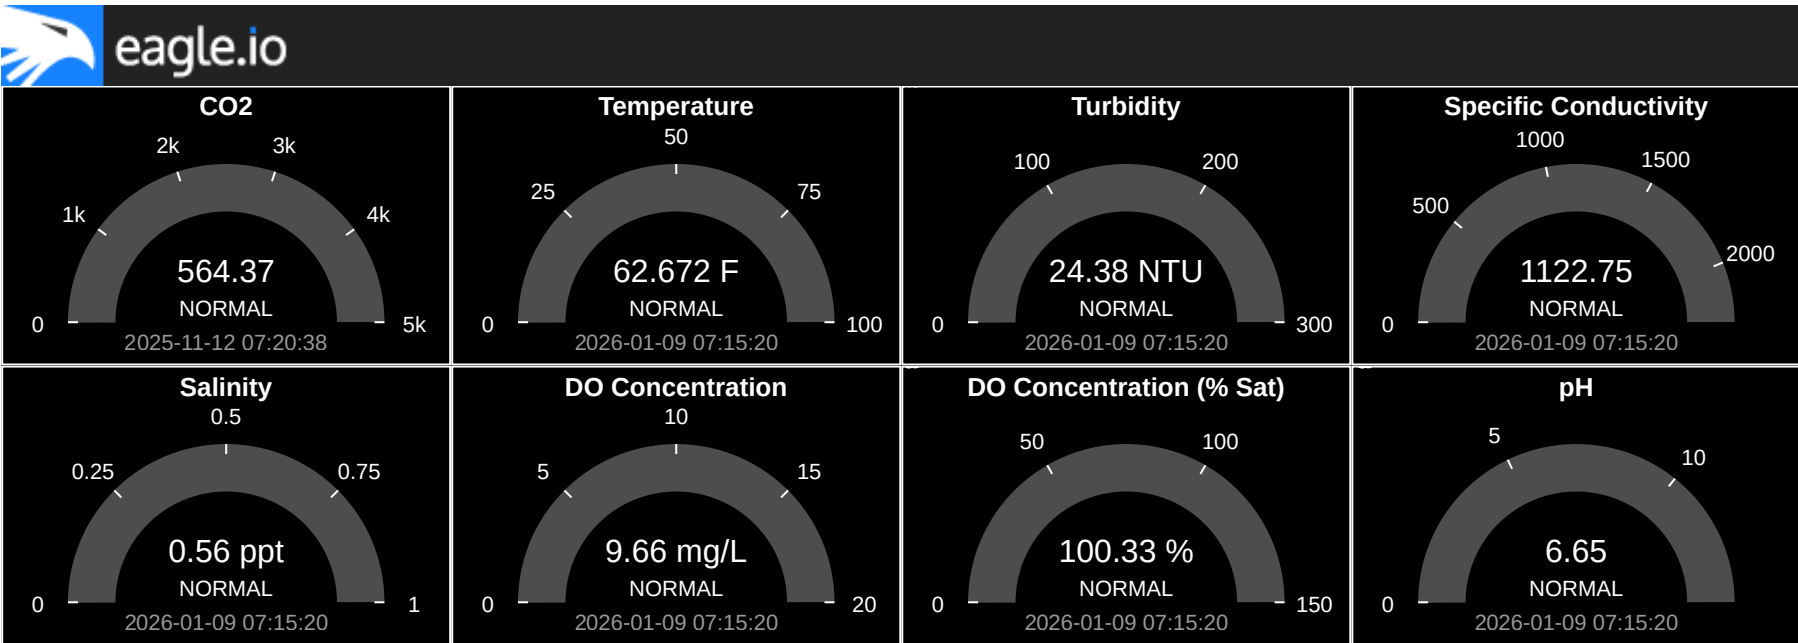 eagle.io
CO2
0
1k
2k
3k
4k
5k
564.37
NORMAL
2025-11-12 07:20:38
Temperature
0
25
50
75
100
62.672 F
NORMAL
2026-01-09 07:15:20
Turbidity
0
100
200
300
24.38 NTU
NORMAL
2026-01-09 07:15:20
Specific Conductivity
0
500
1000
1500
2000
1122.75
NORMAL
2026-01-09 07:15:20
Salinity
0
0.25
0.5
0.75
1
0.56 ppt
NORMAL
2026-01-09 07:15:20
DO Concentration
0
5
10
15
20
9.66 mg/L
NORMAL
2026-01-09 07:15:20
DO Concentration (% Sat)
0
50
100
150
100.33 %
NORMAL
2026-01-09 07:15:20
pH
0
5
10
6.65
NORMAL
2026-01-09 07:15:20